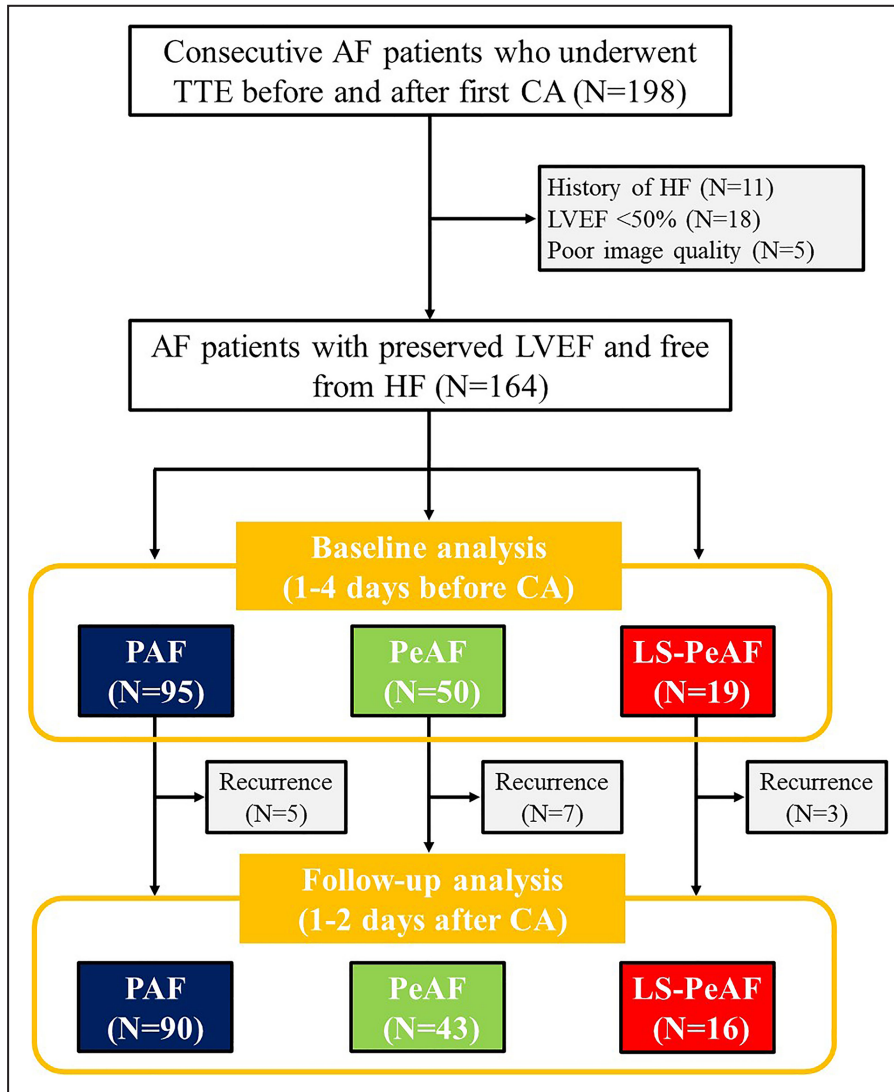 Consecutive AF patients who underwent
TTE before and after first CA (N=198)
History of HF (N=11)
LVEF <50% (N=18)
Poor image quality (N=5)
AF patients with preserved LVEF and free
from HF (N=164)
Baseline analysis
(1-4 days before CA)
PAF
(N=95)
PeAF
(N=50)
LS-PeAF
(N=19)
Recurrence
(N=5)
Recurrence
(N=7)
Recurrence
(N=3)
Follow-up analysis
(1-2 days after CA)
PAF
(N=90)
PeAF
(N=43)
LS-PeAF
(N=16)